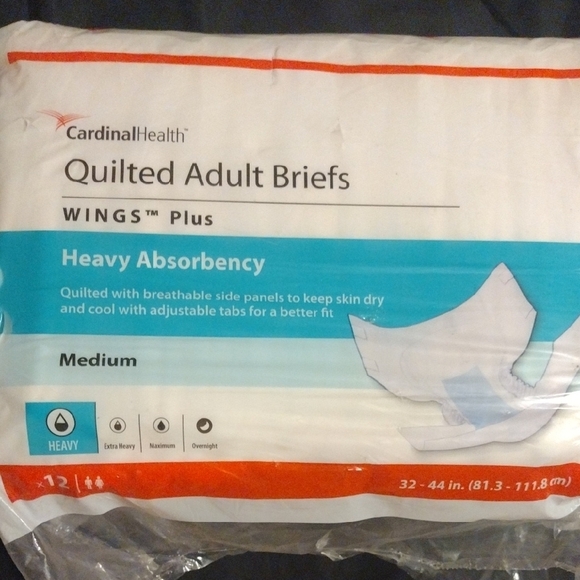 CardinalHealth™
Quilted Adult Briefs
WINGS™ Plus
Heavy Absorbency
Quilted with breathable side panels to keep skin dry
and cool with adjustable tabs for a better fit
Medium
HEAVY
Extra Heavy
Maximum
Overnight
x12
32 - 44 in. (81.3 - 111.8 cm)